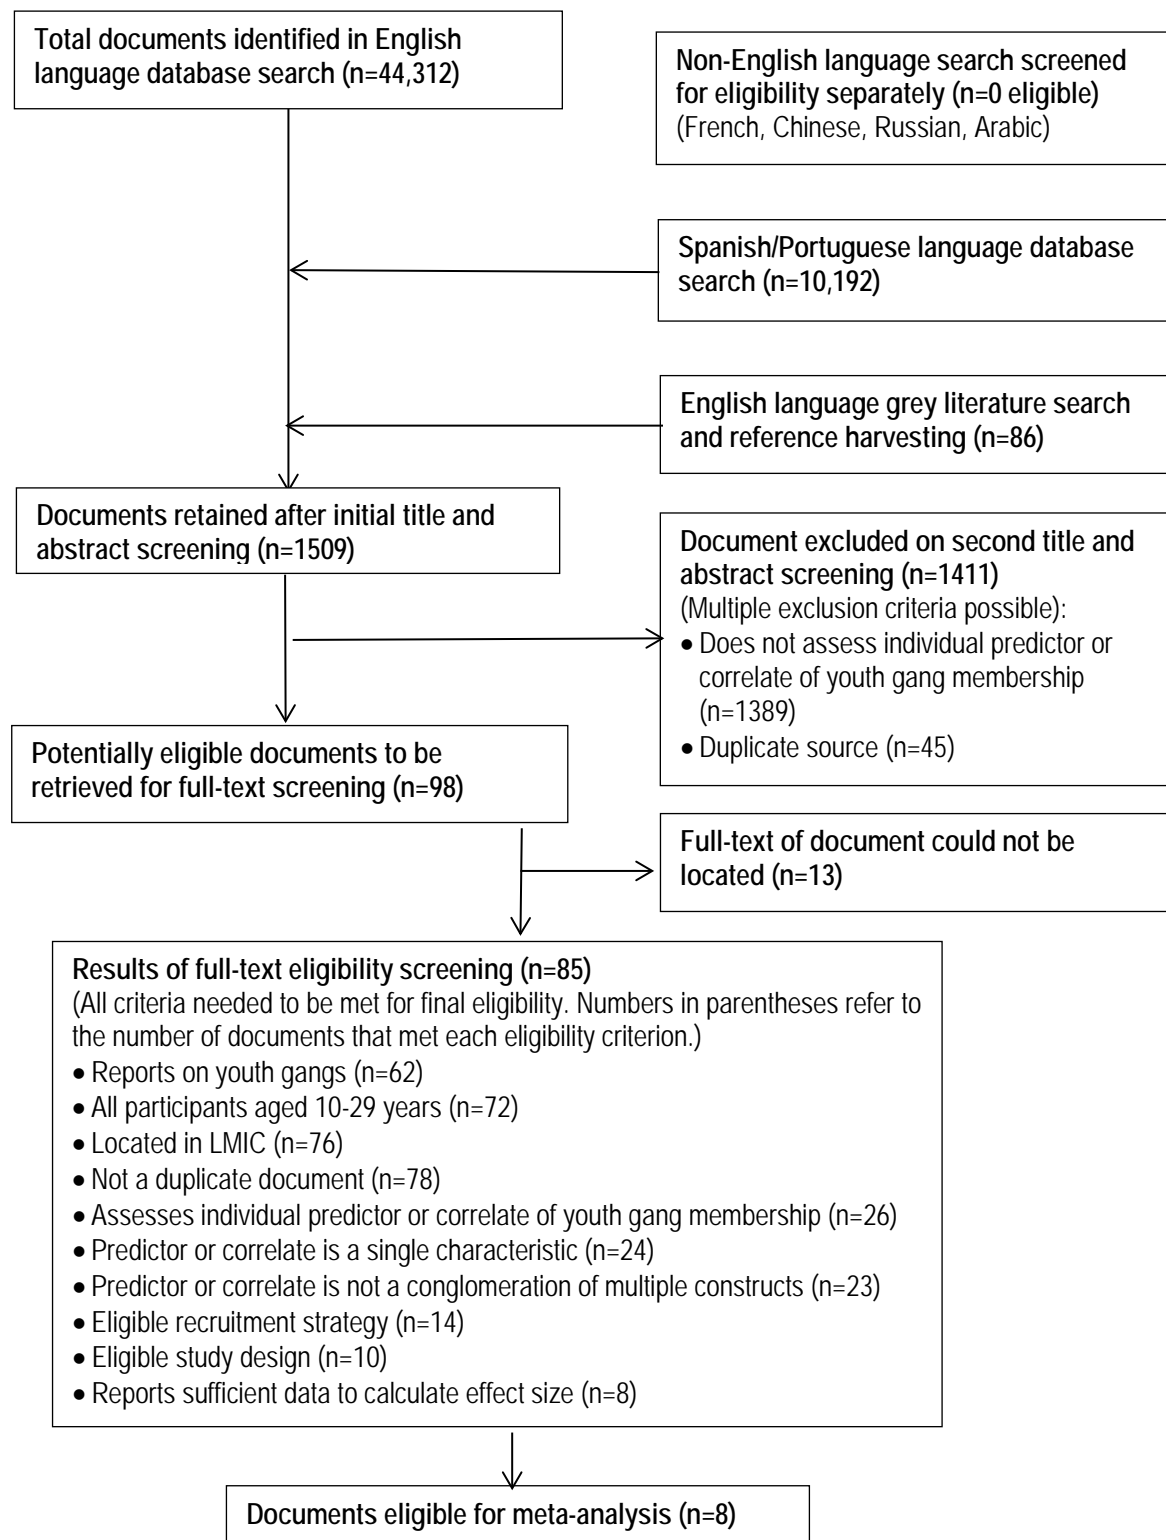 Total documents identified in English
language database search (n=44,312)
Non-English language search screened
for eligibility separately (n=0 eligible)
(French, Chinese, Russian, Arabic)
Spanish/Portuguese language database
search (n=10,192)
English language grey literature search
and reference harvesting (n=86)
Documents retained after initial title and
abstract screening (n=1509)
Document excluded on second title and
abstract screening (n=1411)
(Multiple exclusion criteria possible):
• Does not assess individual predictor or
correlate of youth gang membership
(n=1389)
• Duplicate source (n=45)
Potentially eligible documents to be
retrieved for full-text screening (n=98)
Full-text of document could not be
located (n=13)
Results of full-text eligibility screening (n=85)
(All criteria needed to be met for final eligibility. Numbers in parentheses refer to
the number of documents that met each eligibility criterion.)
• Reports on youth gangs (n=62)
• All participants aged 10-29 years (n=72)
• Located in LMIC (n=76)
• Not a duplicate document (n=78)
• Assesses individual predictor or correlate of youth gang membership (n=26)
• Predictor or correlate is a single characteristic (n=24)
• Predictor or correlate is not a conglomeration of multiple constructs (n=23)
• Eligible recruitment strategy (n=14)
• Eligible study design (n=10)
• Reports sufficient data to calculate effect size (n=8)
Documents eligible for meta-analysis (n=8)